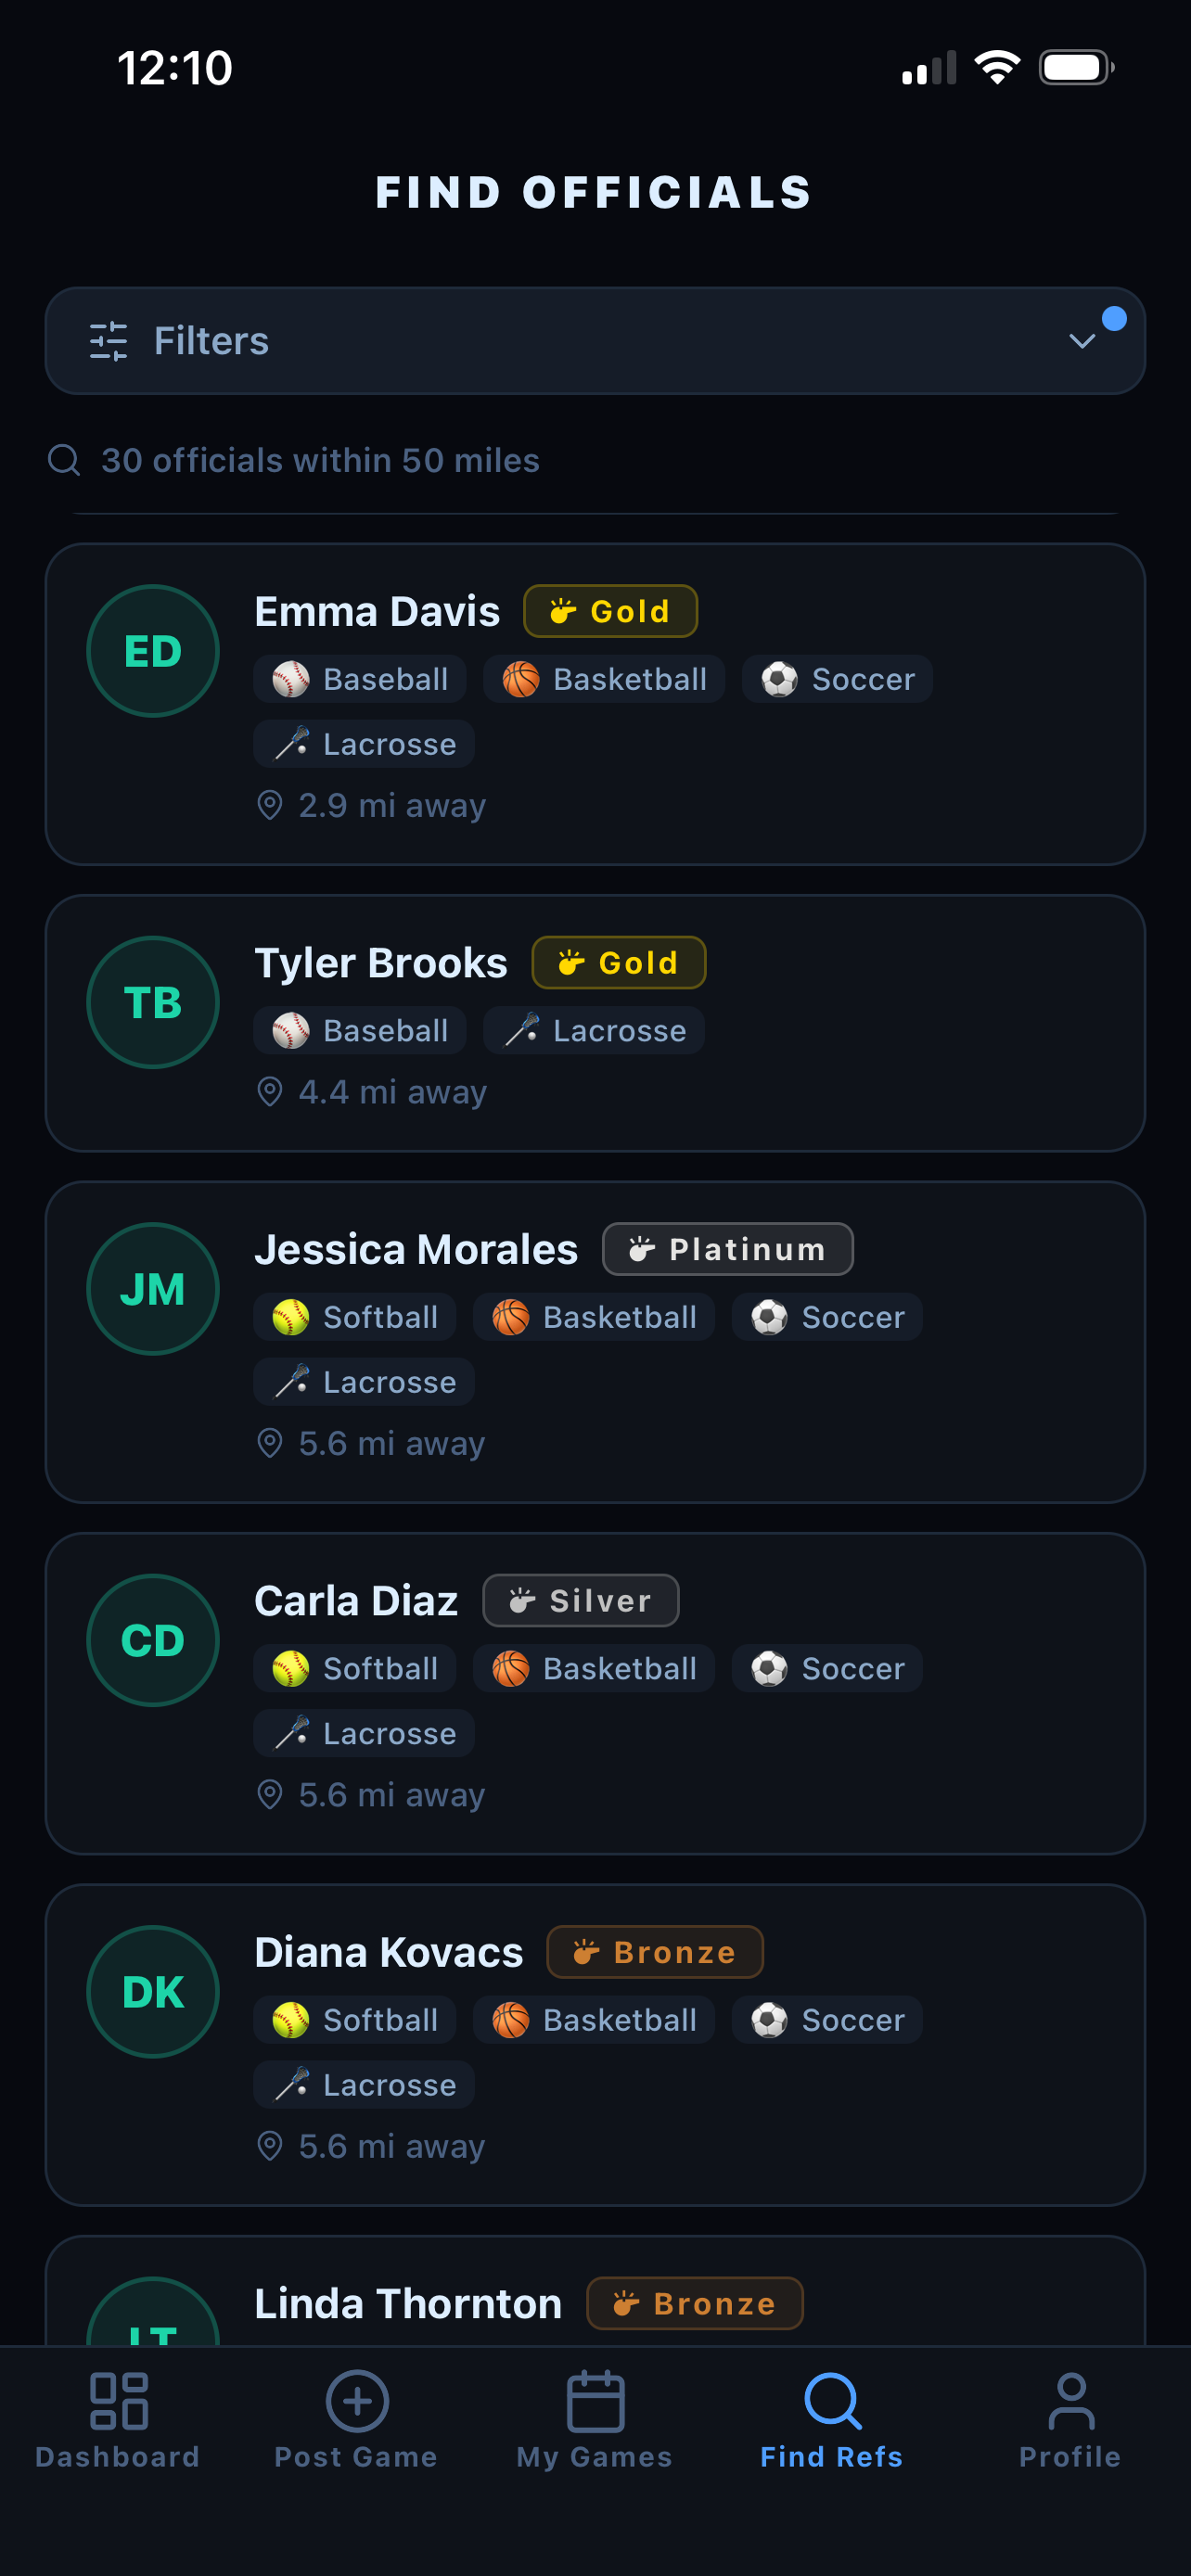 12:10
FIND OFFICIALS
Filters
30 officials within 50 miles
ED
Emma Davis Gold
Baseball Basketball Soccer
Lacrosse
2.9 mi away
TB
Tyler Brooks Gold
Baseball Lacrosse
4.4 mi away
JM
Jessica Morales Platinum
Softball Basketball Soccer
Lacrosse
5.6 mi away
CD
Carla Diaz Silver
Softball Basketball Soccer
Lacrosse
5.6 mi away
DK
Diana Kovacs Bronze
Softball Basketball Soccer
Lacrosse
5.6 mi away
LT
Linda Thornton Bronze
Dashboard Post Game My Games Find Refs Profile